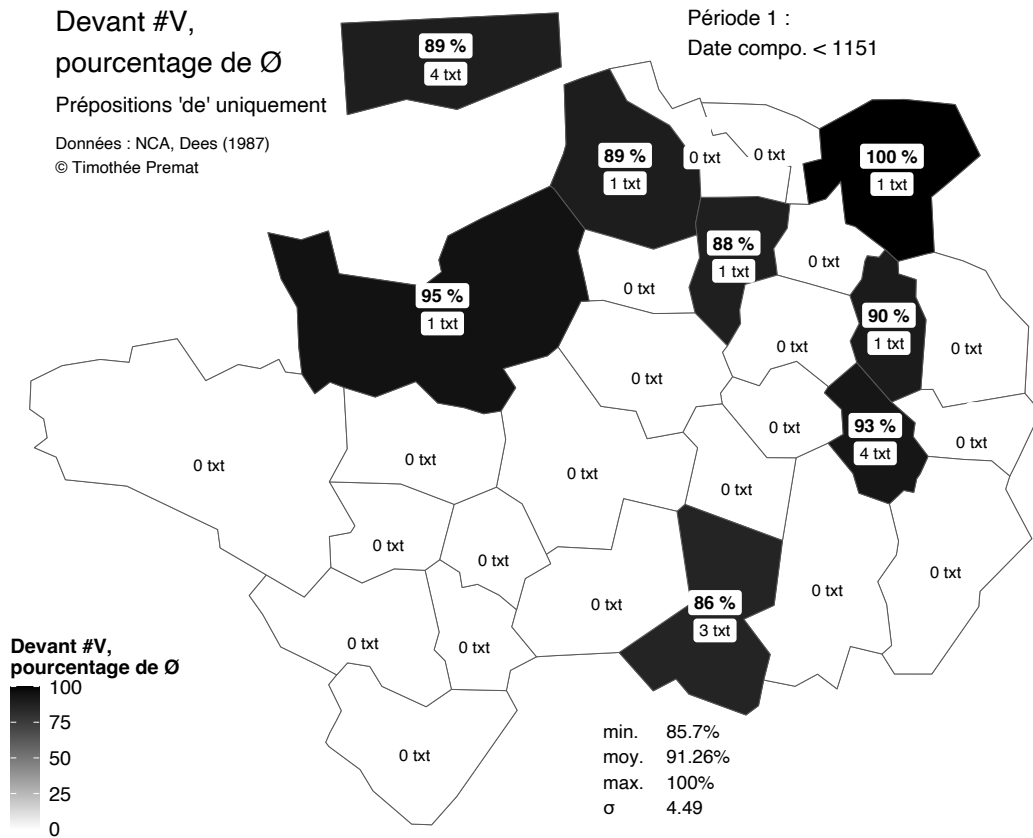 Devant #V,
pourcentage de Ø
Prépositions 'de' uniquement
Données : NCA, Dees (1987)
© Timothée Premat
Période 1 :
Date compo. < 1151
89 %
4 txt
89 %
1 txt
0 txt
0 txt
100 %
1 txt
88 %
1 txt
0 txt
0 txt
95 %
1 txt
90 %
1 txt
0 txt
0 txt
0 txt
93 %
4 txt
0 txt
0 txt
0 txt
0 txt
0 txt
0 txt
0 txt
0 txt
0 txt
0 txt
0 txt
86 %
3 txt
0 txt
0 txt
0 txt
0 txt
Devant #V,
pourcentage de Ø
100
75
50
25
0
min. 85.7%
moy. 91.26%
max. 100%
σ 4.49